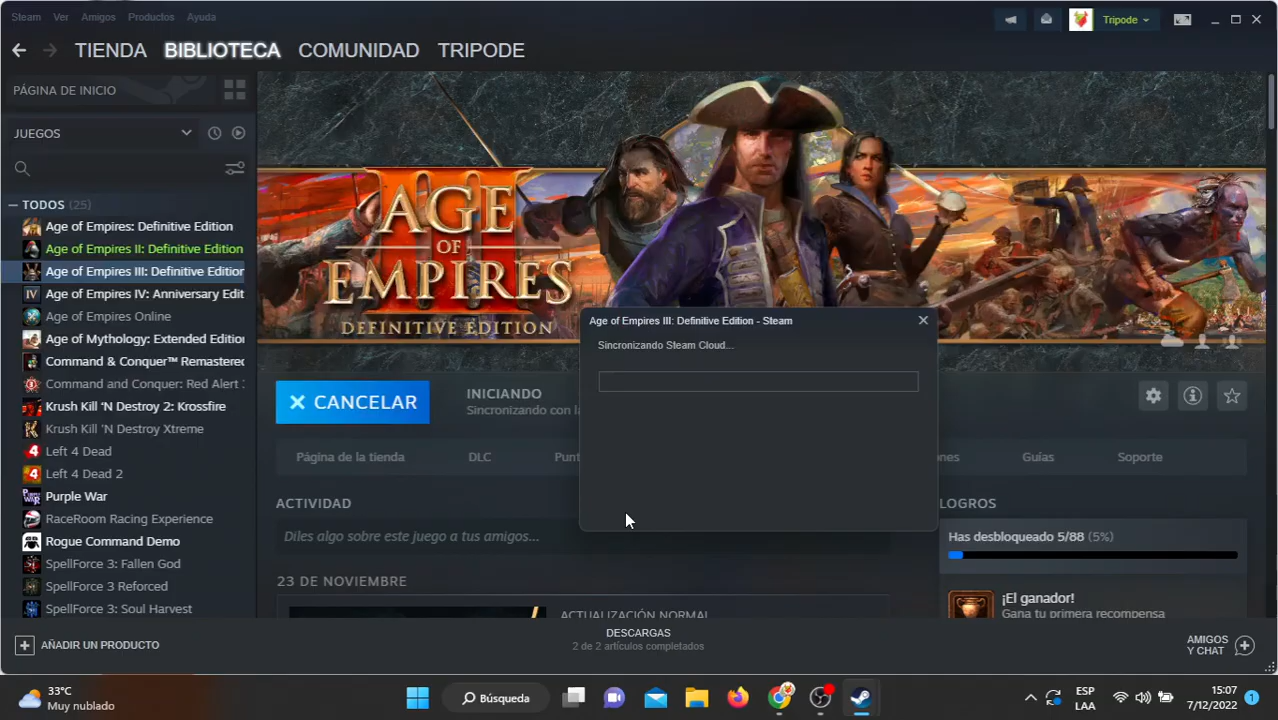 Steam Ver Amigos Productos Ayuda
Tripode
TIENDA BIBLIOTECA COMUNIDAD TRIPODE
PÁGINA DE INICIO
JUEGOS
TODOS (25)
Age of Empires: Definitive Edition
Age of Empires II: Definitive Edition
Age of Empires III: Definitive Edition
Age of Empires IV: Anniversary Edit
Age of Empires Online
Age of Mythology: Extended Editio
Command & Conquer™ Remastered
Command and Conquer: Red Alert 3
Krush Kill 'N Destroy 2: Krossfire
Krush Kill 'N Destroy Xtreme
Left 4 Dead
Left 4 Dead 2
Purple War
RaceRoom Racing Experience
Rogue Command Demo
SpellForce 3: Fallen God
SpellForce 3 Reforced
SpellForce 3: Soul Harvest
AGE
OF
EMPIRES
III
DEFINITIVE EDITION
Age of Empires III: Definitive Edition - Steam
Sincronizando Steam Cloud...
CANCELAR
INICIANDO
Sincronizando con la
Página de la tienda DLC Punt ones Guías Soporte
ACTIVIDAD
Diles algo sobre este juego a tus amigos...
23 DE NOVIEMBRE
ACTUALIZACIÓN NORMAL
LOGROS
Has desbloqueado 5/88 (5%)
¡El ganador!
Gana tu primera recompensa
AÑADIR UN PRODUCTO
DESCARGAS
2 de 2 artículos completados
AMIGOS
Y CHAT
33°C
Muy nublado
Búsqueda
ESP
LAA
15:07
7/12/2022
1